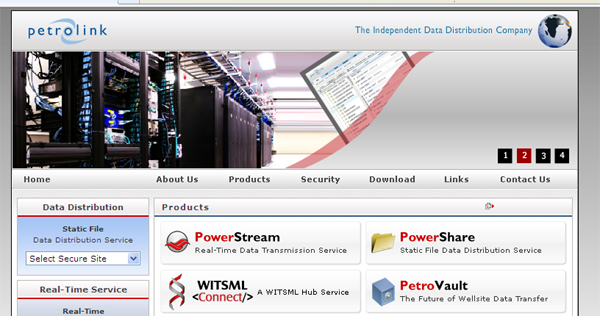 petrolink
The Independent Data Distribution Company
1 2 3 4
Home About Us Products Security Download Links Contact Us
Data Distribution
Static File
Data Distribution Service
Select Secure Site
Real-Time Service
Real-Time
Products
PowerStream
Real-Time Data Transmission Service
PowerShare
Static File Data Distribution Service
WITSML
<Connect/>
A WITSML Hub Service
PetroVault
The Future of Wellsite Data Transfer